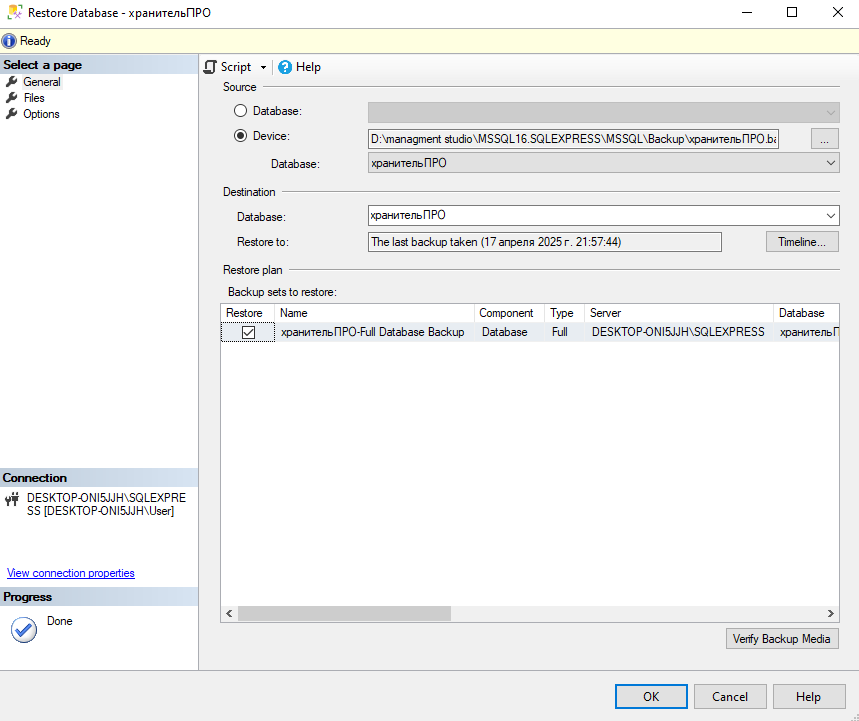 Restore Database - хранительПРО
Ready
Select a page
General
Files
Options
Script
Help
Source
Database:
Device:
D:\managment studio\MSSQL16.SQLEXPRESS\MSSQL\Backup\хранительПРО.ba
...
Database:
хранительПРО
Destination
Database:
хранительПРО
Restore to:
The last backup taken (17 апреля 2025 г. 21:57:44)
Timeline...
Restore plan
Backup sets to restore:
Restore Name Component Type Server Database
хранительПРО-Full Database Backup Database Full DESKTOP-ONI5JJH\SQLEXPRESS хранительП
Verify Backup Media
Connection
DESKTOP-ONI5JJH\SQLEXPRE
SS [DESKTOP-ONI5JJH\User]
View connection properties
Progress
Done
OK Cancel Help